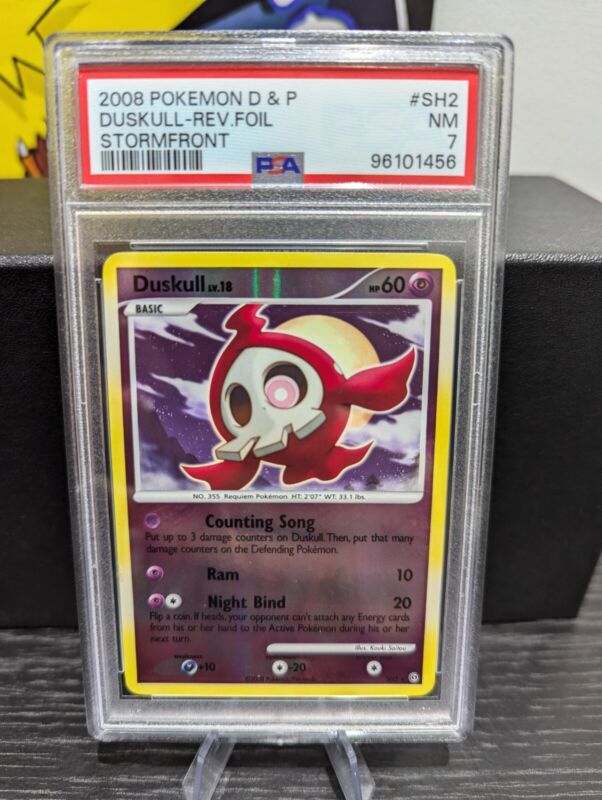 2008 POKEMON D & P #SH2
DUSKULL-REV.FOIL NM
STORMFRONT 7
PSA 96101456
Duskull LV.18 HP 60
BASIC
NO. 355 Requiem Pokémon HT: 2'07" WT: 33.1 lbs.
Counting Song
Put up to 3 damage counters on Duskull. Then, put that many
damage counters on the Defending Pokémon.
Ram 10
Night Bind 20
Flip a coin. If heads, your opponent can't attach any Energy cards
from his or her hand to the Active Pokémon during his or her
next turn.
Illus. Kouki Saitou
weakness
+10 -20